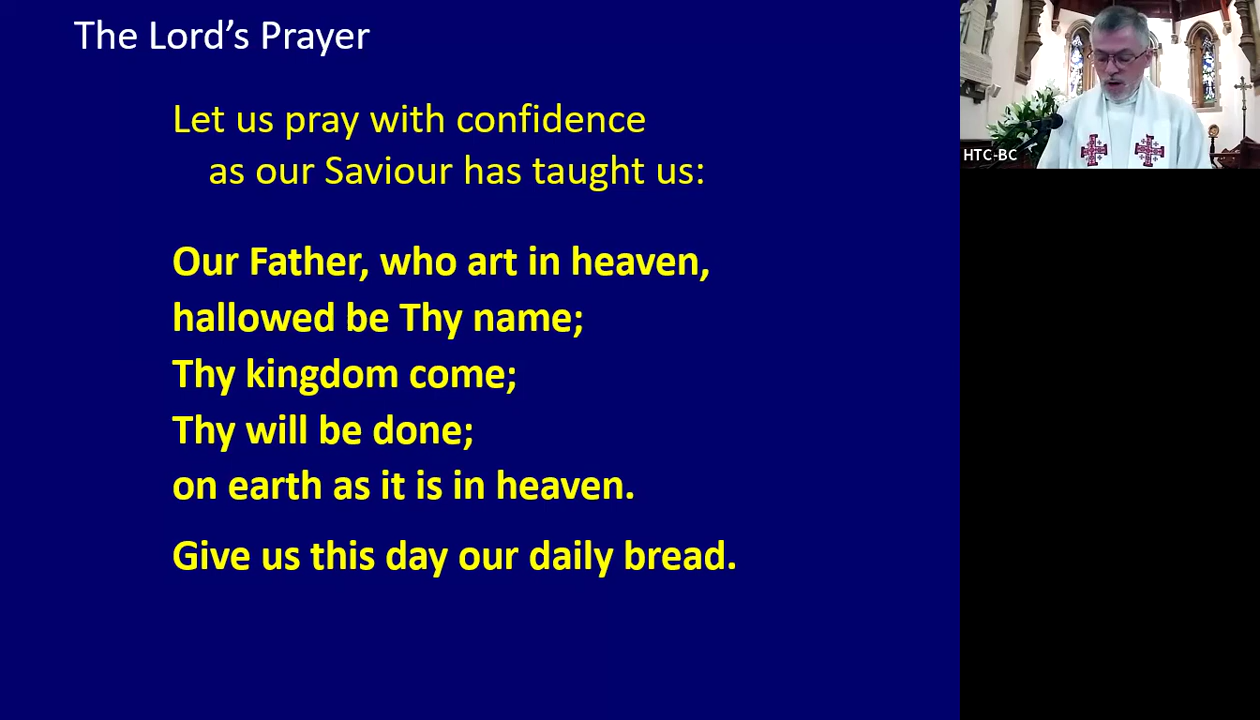 The Lord’s Prayer
Let us pray with confidence
as our Saviour has taught us:
Our Father, who art in heaven,
hallowed be Thy name;
Thy kingdom come;
Thy will be done;
on earth as it is in heaven.
Give us this day our daily bread.
HTC-BC